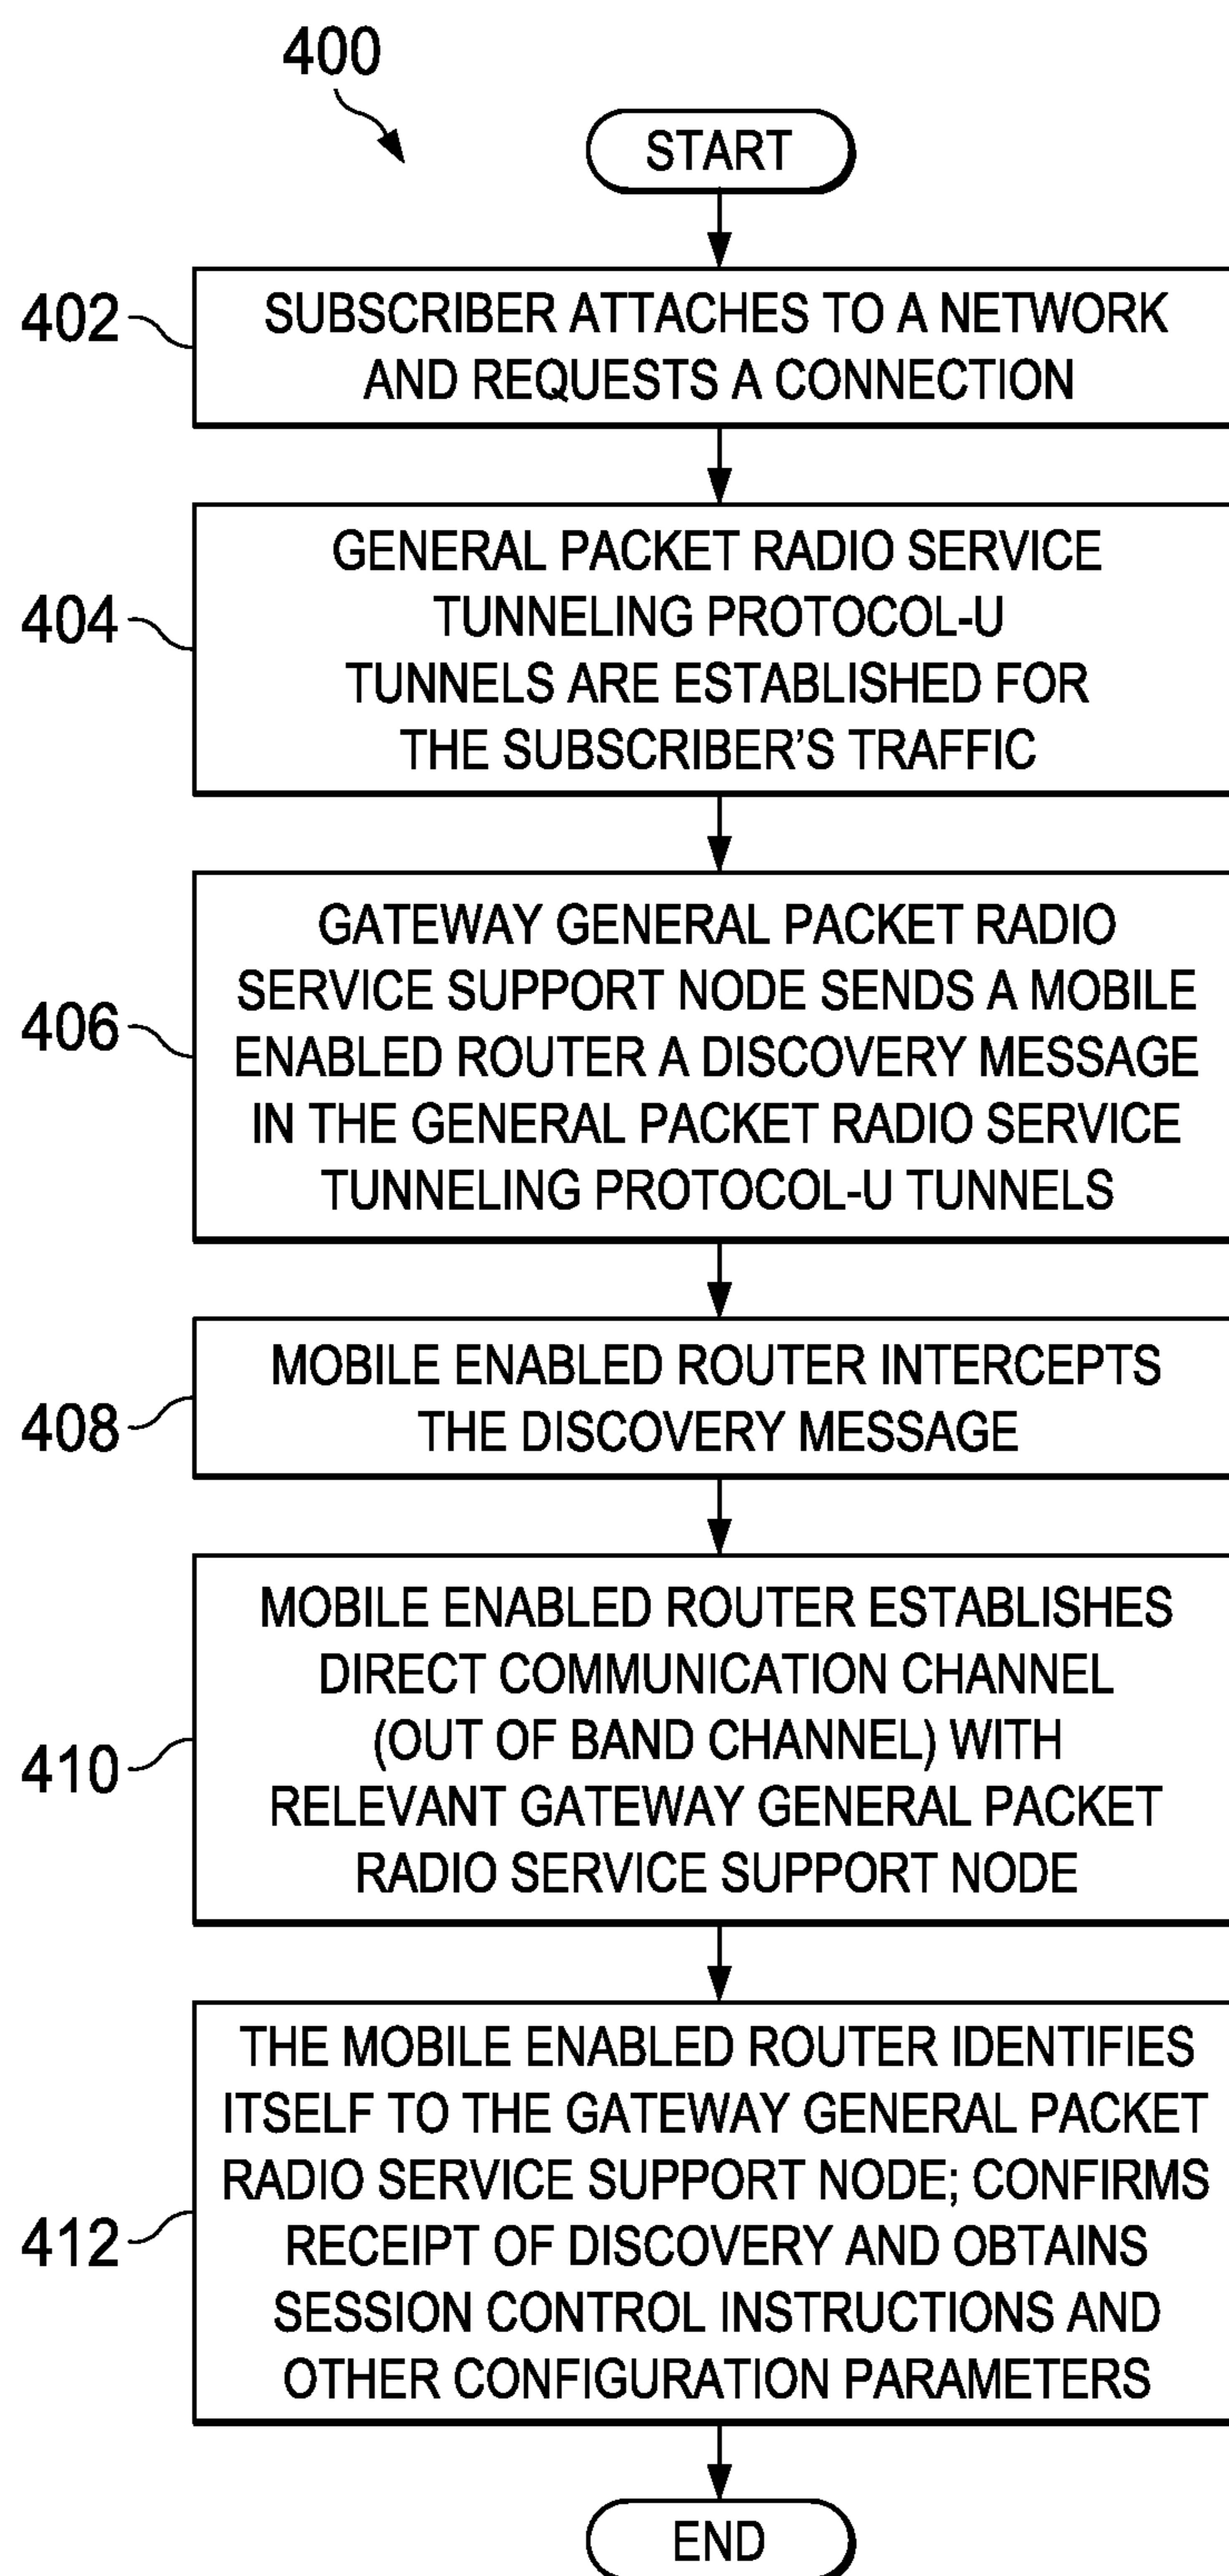 400
START
402
SUBSCRIBER ATTACHES TO A NETWORK
AND REQUESTS A CONNECTION
404
GENERAL PACKET RADIO SERVICE
TUNNELING PROTOCOL-U
TUNNELS ARE ESTABLISHED FOR
THE SUBSCRIBER'S TRAFFIC
406
GATEWAY GENERAL PACKET RADIO
SERVICE SUPPORT NODE SENDS A MOBILE
ENABLED ROUTER A DISCOVERY MESSAGE
IN THE GENERAL PACKET RADIO SERVICE
TUNNELING PROTOCOL-U TUNNELS
408
MOBILE ENABLED ROUTER INTERCEPTS
THE DISCOVERY MESSAGE
410
MOBILE ENABLED ROUTER ESTABLISHES
DIRECT COMMUNICATION CHANNEL
(OUT OF BAND CHANNEL) WITH
RELEVANT GATEWAY GENERAL PACKET
RADIO SERVICE SUPPORT NODE
412
THE MOBILE ENABLED ROUTER IDENTIFIES
ITSELF TO THE GATEWAY GENERAL PACKET
RADIO SERVICE SUPPORT NODE; CONFIRMS
RECEIPT OF DISCOVERY AND OBTAINS
SESSION CONTROL INSTRUCTIONS AND
OTHER CONFIGURATION PARAMETERS
END